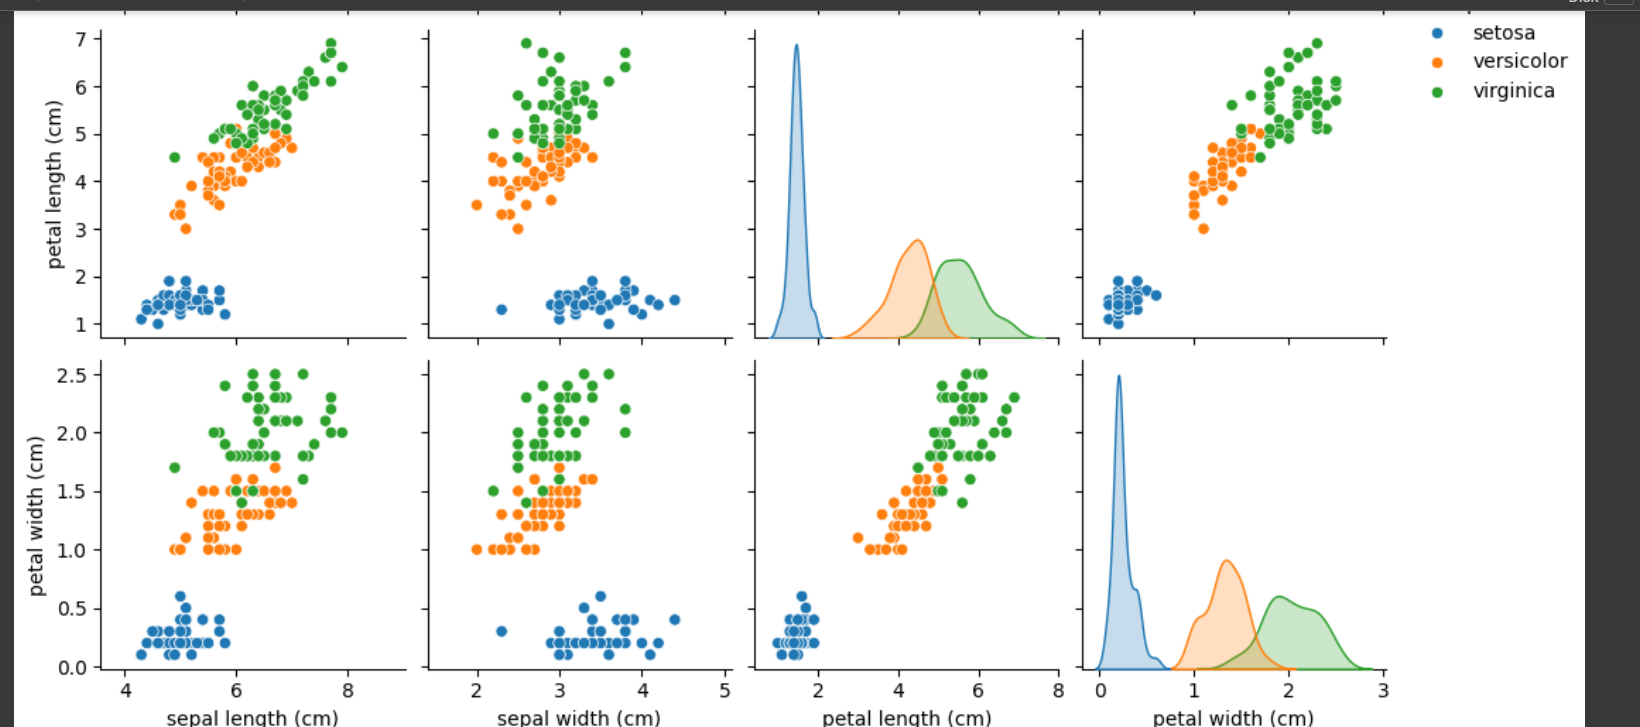 setosa
versicolor
virginica
petal length (cm)
7
6
5
4
3
2
1
petal width (cm)
2.5
2.0
1.5
1.0
0.5
0.0
4 6 8
2 3 4 5
2 4 6 8
0 1 2 3
sepal length (cm)
sepal width (cm)
petal length (cm)
petal width (cm)